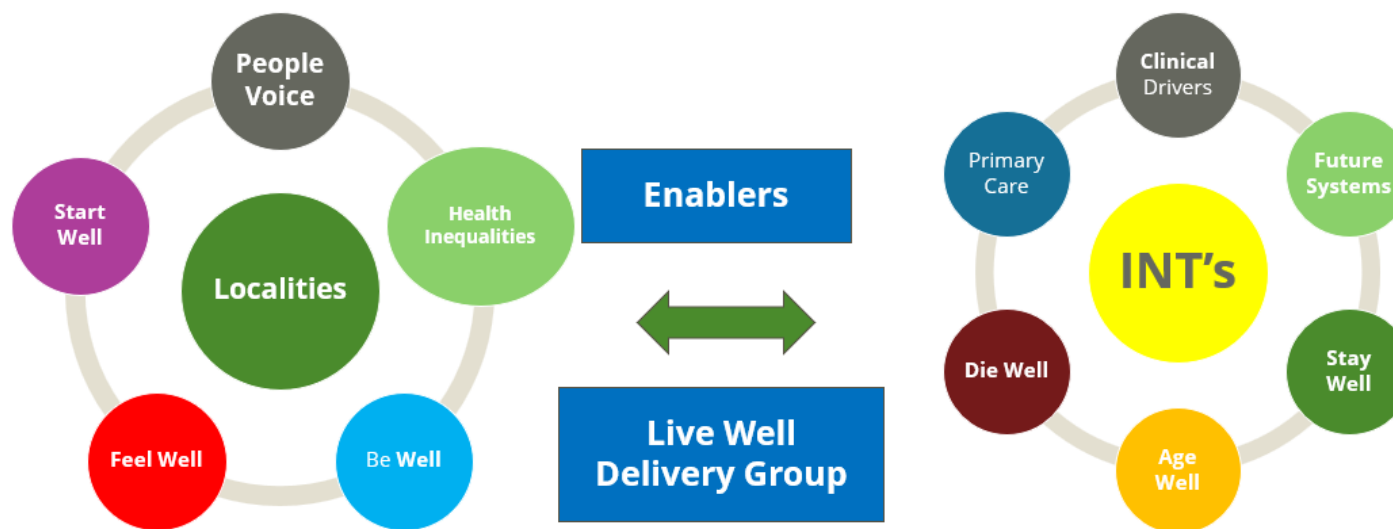 People
Voice
Start
Well
Health
Inequalities
Localities
Feel Well
Be Well
Enablers
Live Well
Delivery Group
Clinical
Drivers
Primary
Care
Future
Systems
INT's
Die Well
Stay
Well
Age
Well